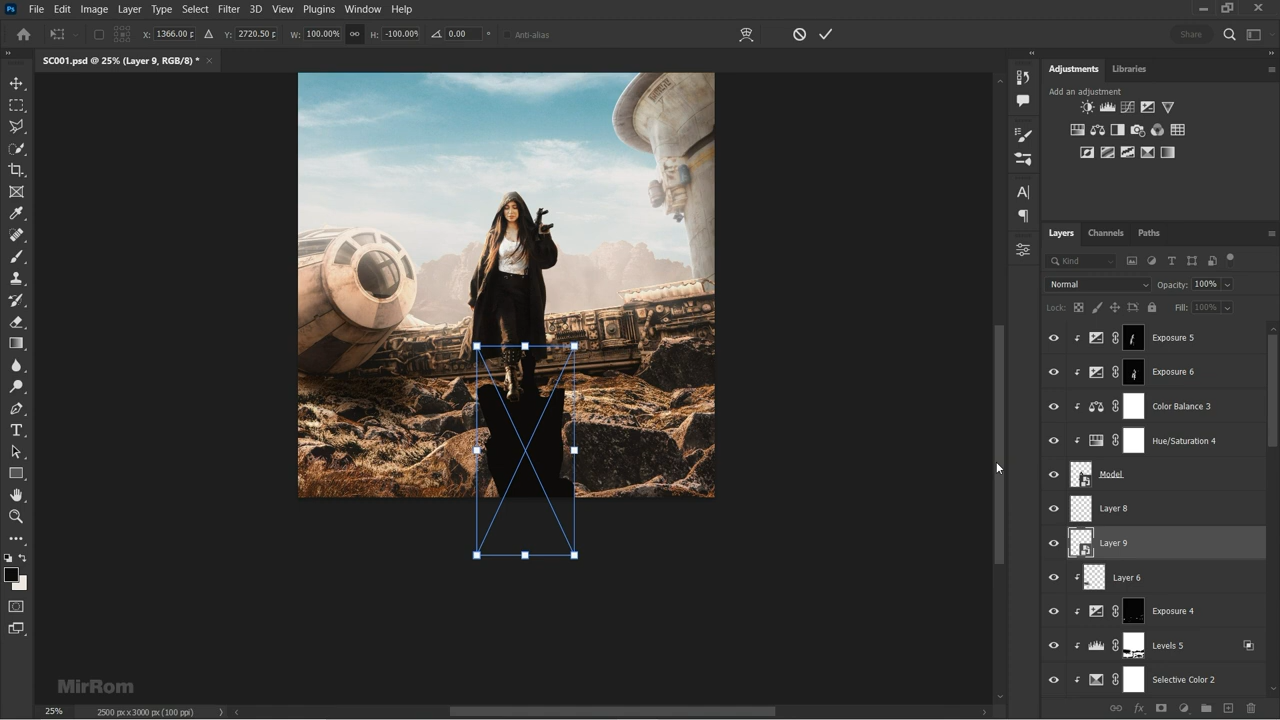 Ps File Edit Image Layer Type Select Filter 3D View Plugins Window Help
X: 1366.00 p Y: 2720.50 p W: 100.00% H: -100.00% 0.00 ° Anti-alias Share
SC001.psd @ 25% (Layer 9, RGB/8) *
Adjustments Libraries
Add an adjustment
Layers Channels Paths
Kind
Normal Opacity: 100%
Lock: Fill: 100%
Exposure 5
Exposure 6
Color Balance 3
Hue/Saturation 4
Model
Layer 8
Layer 9
Layer 6
Exposure 4
Levels 5
Selective Color 2
MirRom
25% 2500 px x 3000 px (100 ppi)